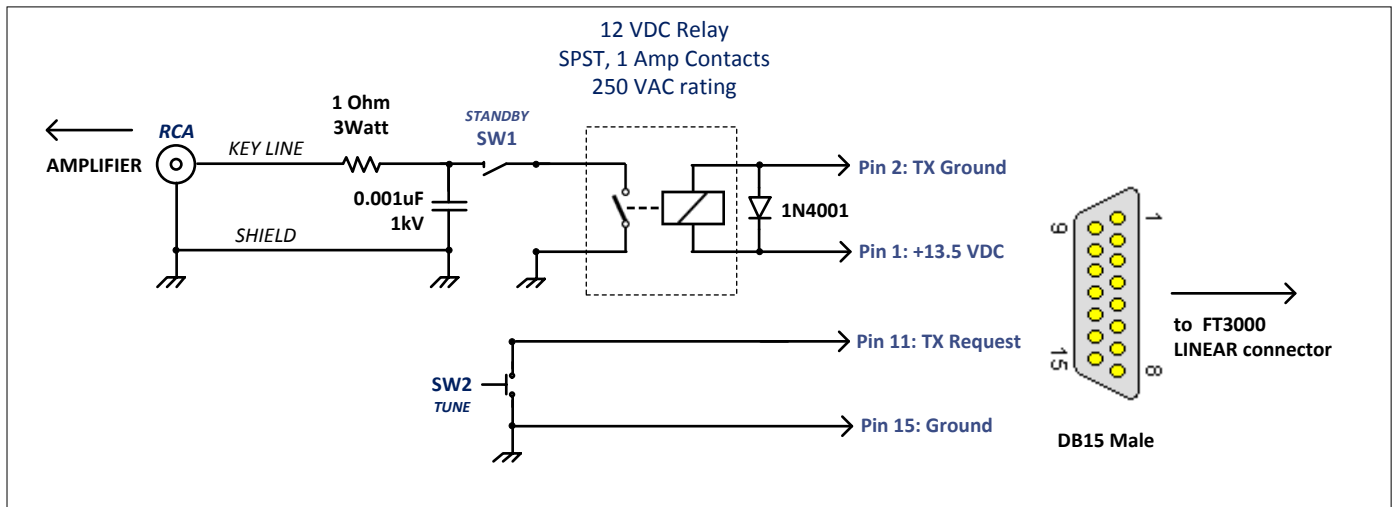 12 VDC Relay
SPST, 1 Amp Contacts
250 VAC rating
1 Ohm
3Watt
STANDBY
SW1
RCA
KEY LINE
AMPLIFIER
Pin 2: TX Ground
0.001uF
1kV
1N4001
SHIELD
Pin 1: +13.5 VDC
1
9
15
8
to FT3000
LINEAR connector
Pin 11: TX Request
SW2
TUNE
Pin 15: Ground
DB15 Male